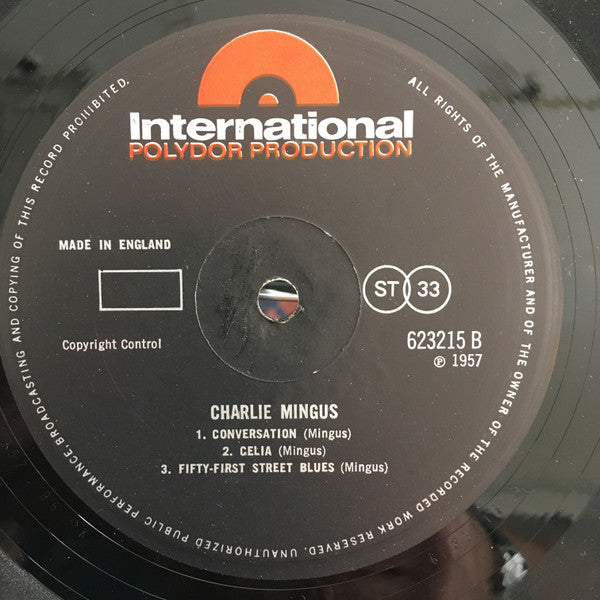 International
POLYDOR PRODUCTION
MADE IN ENGLAND
ST 33
Copyright Control
623215 B
℗ 1957
CHARLIE MINGUS
1. CONVERSATION (Mingus)
2. CELIA (Mingus)
3. FIFTY-FIRST STREET BLUES (Mingus)
ALL RIGHTS OF THE MANUFACTURER AND OF THE OWNER OF THE RECORDED WORK RESERVED. UNAUTHORIZED PUBLIC PERFORMANCE BROADCASTING AND COPYING OF THIS RECORD PROHIBITED.